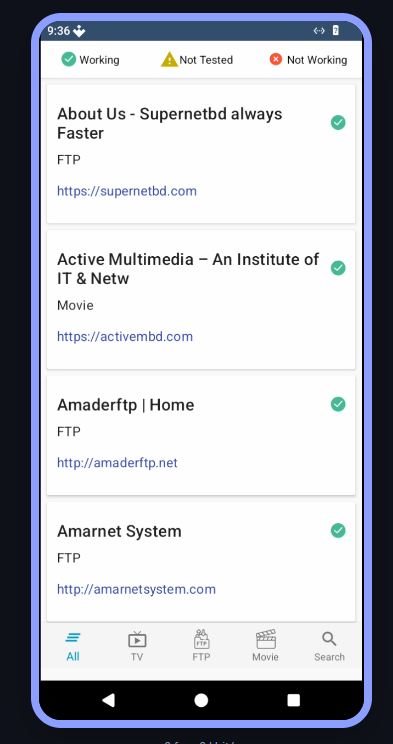 9:36
Working
Not Tested
Not Working
About Us - Supernetbd always
Faster
FTP
https://supernetbd.com
Active Multimedia – An Institute of
IT & Netw
Movie
https://activembd.com
Amaderftp | Home
FTP
http://amaderftp.net
Amarnet System
FTP
http://amarnetsystem.com
FTP
All
TV
FTP
Movie
Search